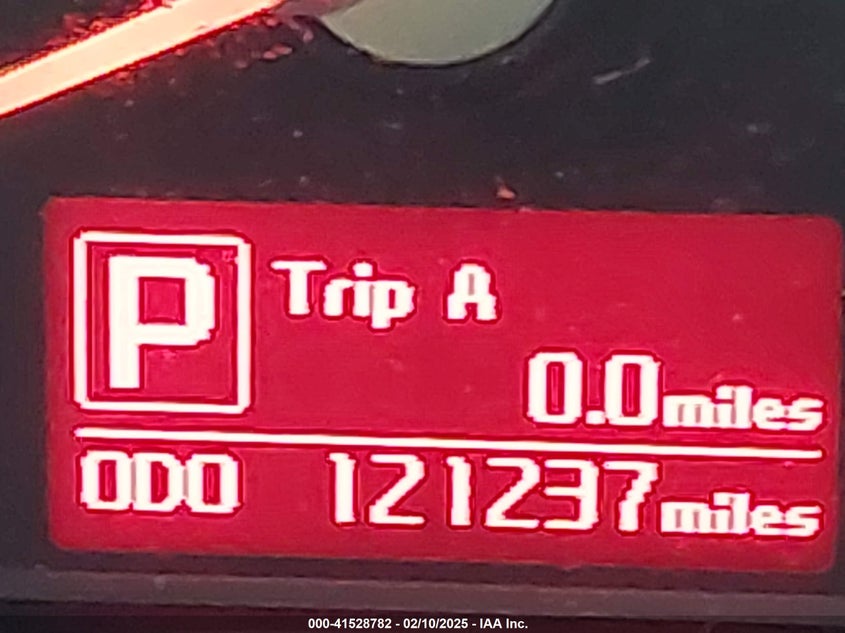 P
Trip A
0.0miles
ODO 121237miles
000-41528782 - 02/10/2025 - IAA Inc.